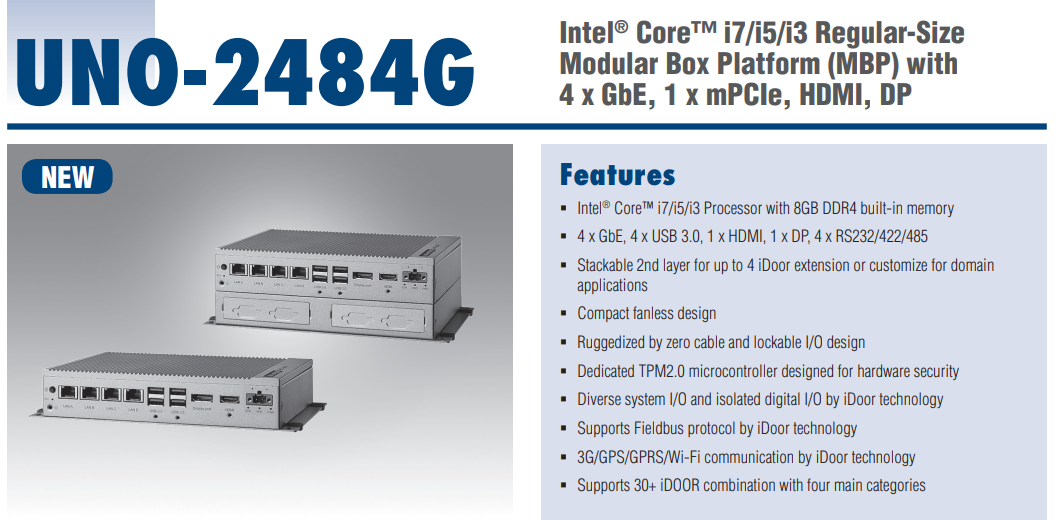 UNO-2484G
Intel® Core™ i7/i5/i3 Regular-Size
Modular Box Platform (MBP) with
4 x GbE, 1 x mPCIe, HDMI, DP
NEW
Features
▪ Intel® Core™ i7/i5/i3 Processor with 8GB DDR4 built-in memory
▪ 4 x GbE, 4 x USB 3.0, 1 x HDMI, 1 x DP, 4 x RS232/422/485
▪ Stackable 2nd layer for up to 4 iDoor extension or customize for domain
applications
▪ Compact fanless design
▪ Ruggedized by zero cable and lockable I/O design
▪ Dedicated TPM2.0 microcontroller designed for hardware security
▪ Diverse system I/O and isolated digital I/O by iDoor technology
▪ Supports Fieldbus protocol by iDoor technology
▪ 3G/GPS/GPRS/Wi-Fi communication by iDoor technology
▪ Supports 30+ iDOOR combination with four main categories